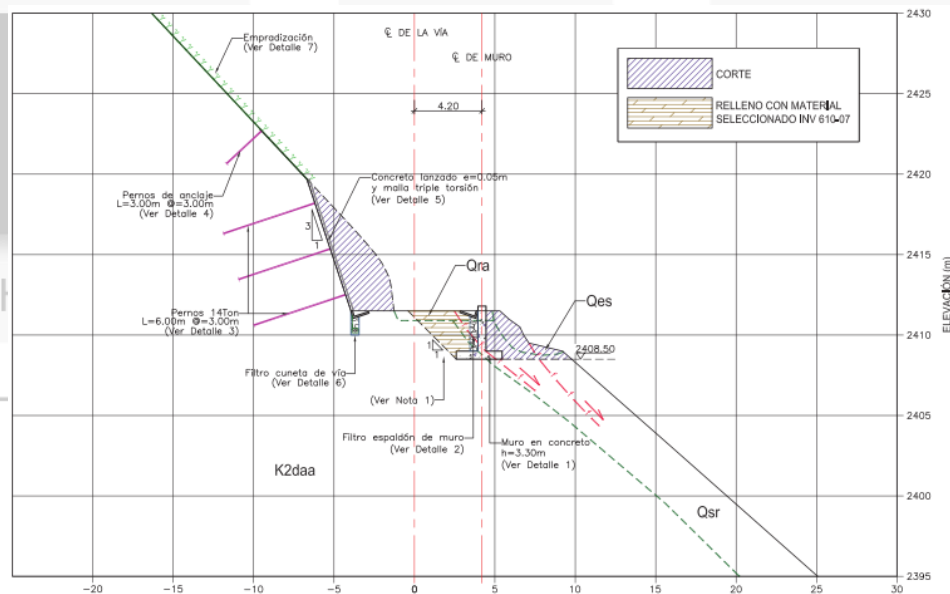 2430
℄ DE LA VÍA
Empradización
(Ver Detalle 7)
℄ DE MURO
CORTE
RELLENO CON MATERIAL
SELECCIONADO INV 610-07
4.20
2425
2420
Concreto lanzado e=0.05m
y malla triple torsión
(Ver Detalle 5)
Pernos de anclaje
L=3.00m @=3.00m
(Ver Detalle 4)
3
1
2415
Qra
Qes
ELEVACIÓN (m)
Pernos 14Ton
L=6.00m @=3.00m
(Ver Detalle 3)
2410
1
1
2408.50
Filtro cuneta de vía
(Ver Detalle 6)
(Ver Nota 1)
2405
Filtro espaldón de muro
(Ver Detalle 2)
Muro en concreto
h=3.30m
(Ver Detalle 1)
K2daa
2400
Qsr
2395
−20
−15
−10
−5
0
5
10
15
20
25
30